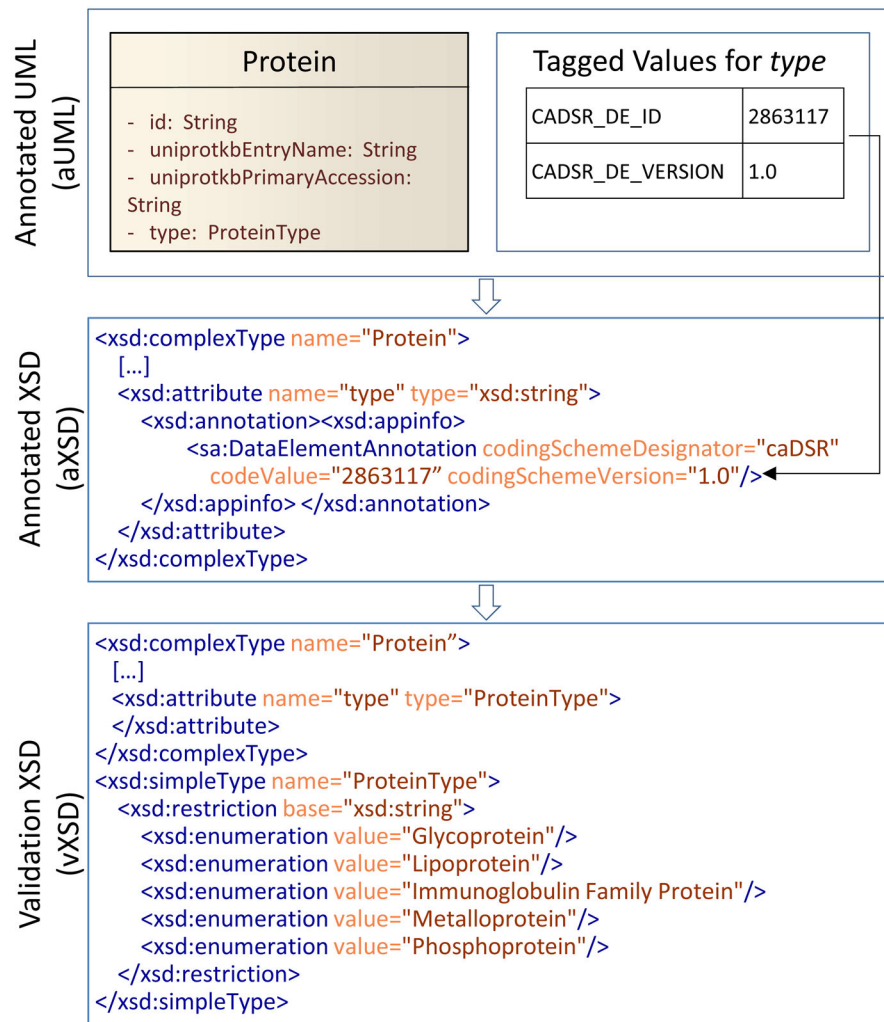 Annotated UML
(aUML)
Protein
- id: String
- uniprotkbEntryName: String
- uniprotkbPrimaryAccession:
String
- type: ProteinType
Tagged Values for type
CADSR_DE_ID 2863117
CADSR_DE_VERSION 1.0
Annotated XSD
(aXSD)
<xsd:complexType name="Protein">
[...]
<xsd:attribute name="type" type="xsd:string">
<xsd:annotation><xsd:appinfo>
<sa:DataElementAnnotation codingSchemeDesignator="caDSR"
codeValue="2863117” codingSchemeVersion="1.0"/>
</xsd:appinfo> </xsd:annotation>
</xsd:attribute>
</xsd:complexType>
Validation XSD
(vXSD)
<xsd:complexType name="Protein”>
[...]
<xsd:attribute name="type" type="ProteinType">
</xsd:attribute>
</xsd:complexType>
<xsd:simpleType name="ProteinType">
<xsd:restriction base="xsd:string">
<xsd:enumeration value="Glycoprotein"/>
<xsd:enumeration value="Lipoprotein"/>
<xsd:enumeration value="Immunoglobulin Family Protein"/>
<xsd:enumeration value="Metalloprotein"/>
<xsd:enumeration value="Phosphoprotein"/>
</xsd:restriction>
</xsd:simpleType>